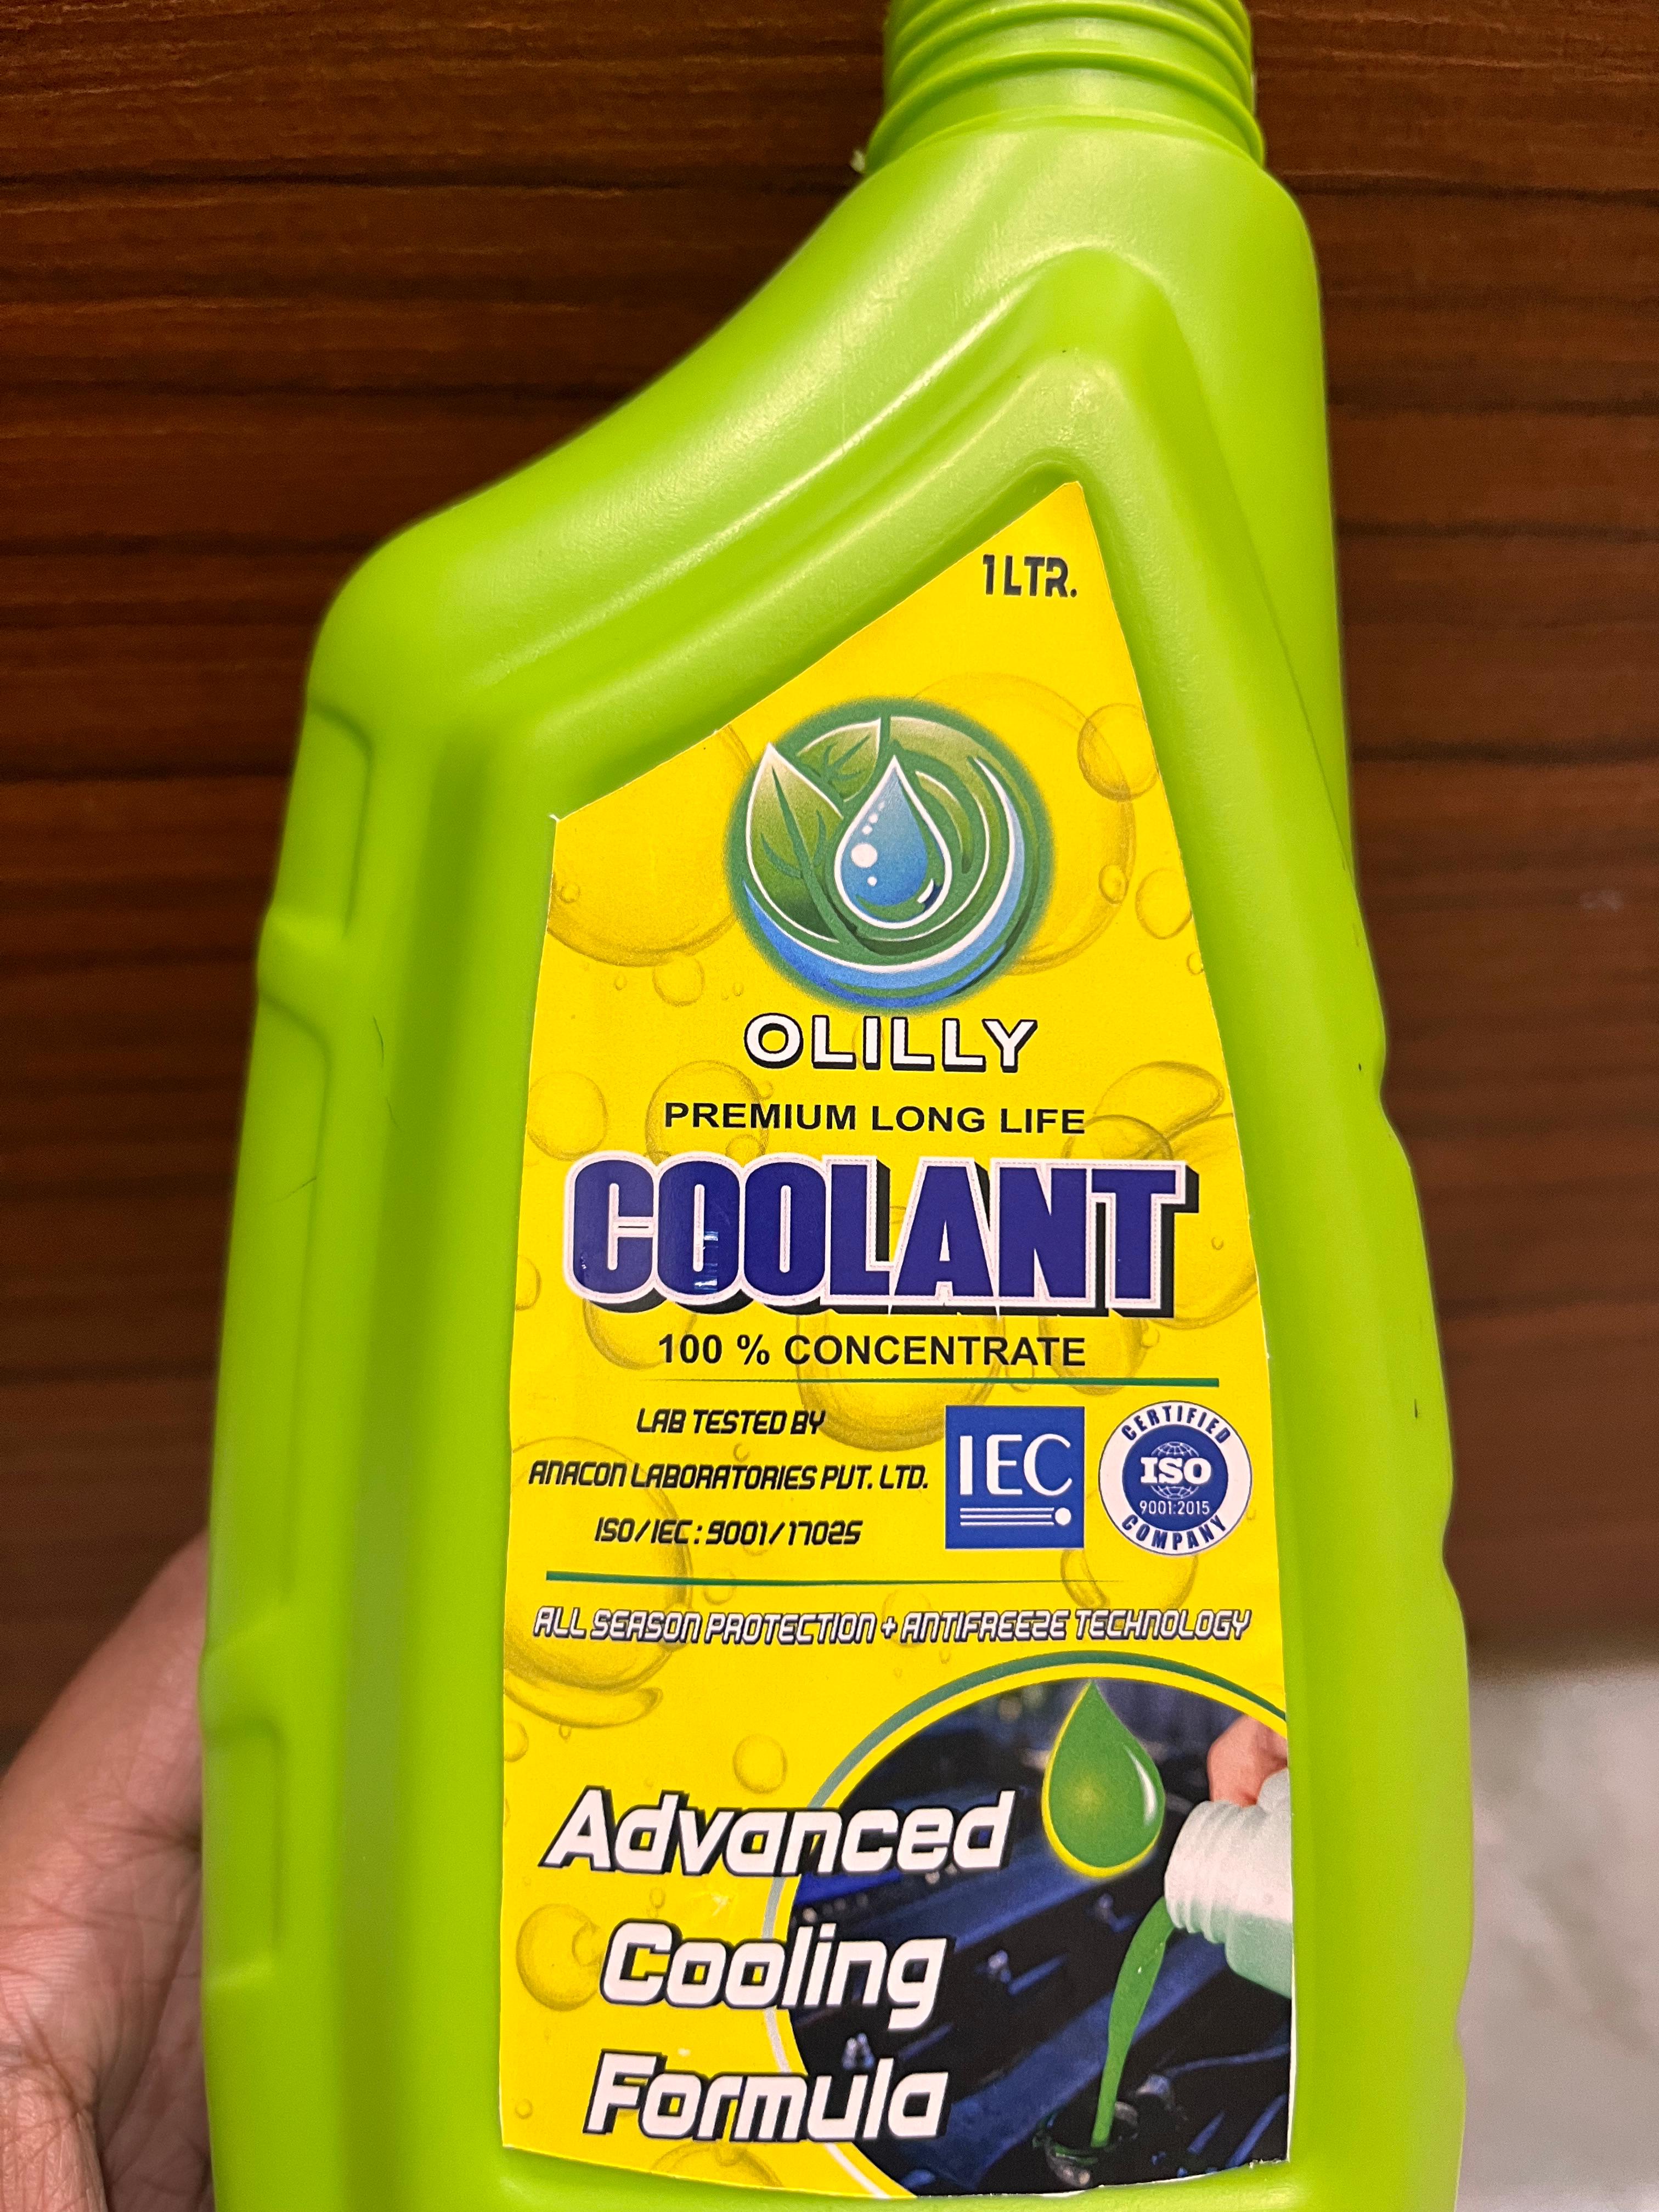 1 LTR.
OLILLY
PREMIUM LONG LIFE
COOLANT
100 % CONCENTRATE
LAB TESTED BY
ANACON LABORATORIES PVT. LTD.
ISO/IEC : 9001/17025
IEC
CERTIFIED
ISO
9001:2015
COMPANY
ALL SEASON PROTECTION + ANTIFREEZE TECHNOLOGY
Advanced
Cooling
Formula